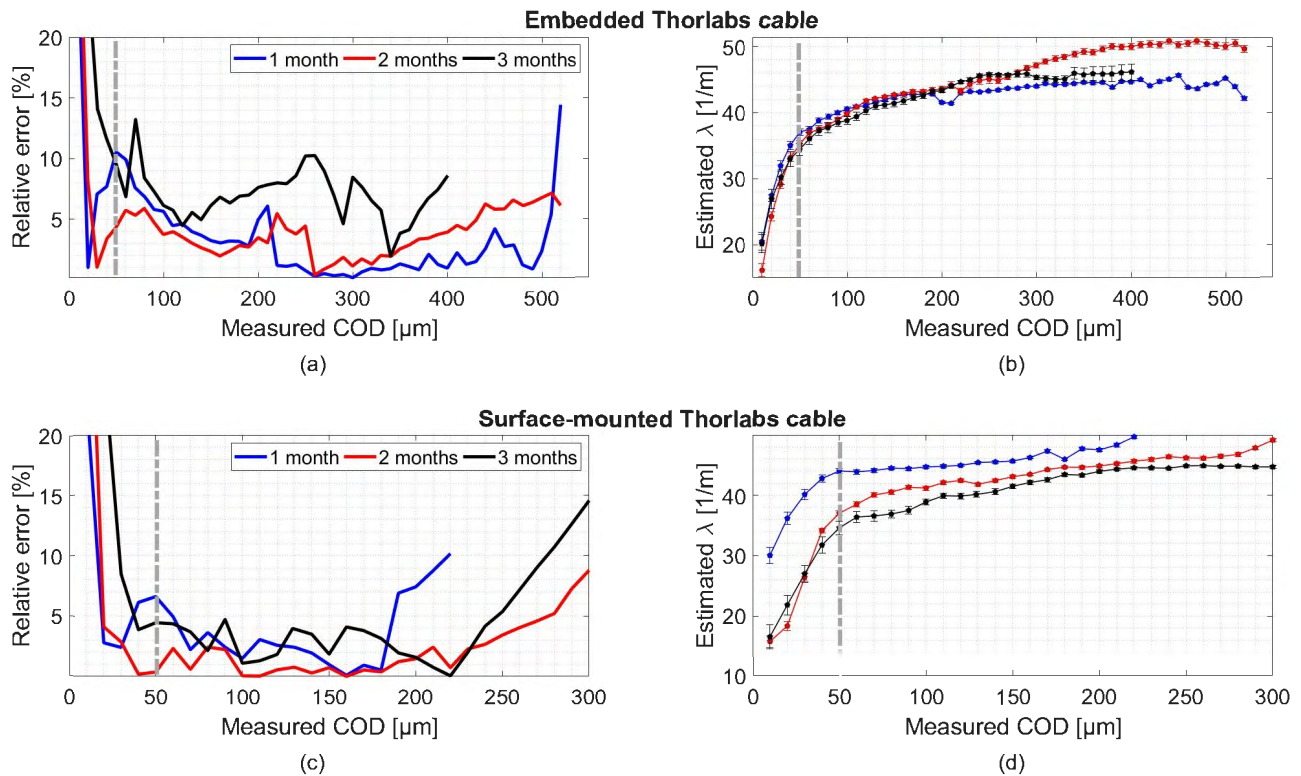 Embedded Thorlabs cable
20
15
10
5
Relative error [%]
1 month 2 months 3 months
0 100 200 300 400 500
Measured COD [µm]
(a)
50
40
30
20
Estimated λ [1/m]
100 200 300 400 500
Measured COD [µm]
(b)
Surface-mounted Thorlabs cable
20
15
10
5
Relative error [%]
1 month 2 months 3 months
0 50 100 150 200 250 300
Measured COD [µm]
(c)
40
30
20
10
Estimated λ [1/m]
0 50 100 150 200 250 300
Measured COD [µm]
(d)